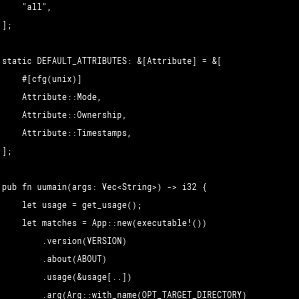 "all",
];
static DEFAULT_ATTRIBUTES: &[Attribute] = &[
#[cfg(unix)]
Attribute::Mode,
Attribute::Ownership,
Attribute::Timestamps,
];
pub fn uumain(args: Vec<String>) -> i32 {
let usage = get_usage();
let matches = App::new(executable!())
.version(VERSION)
.about(ABOUT)
.usage(&usage[..])
.arg(Arg::with_name(OPT_TARGET_DIRECTORY)